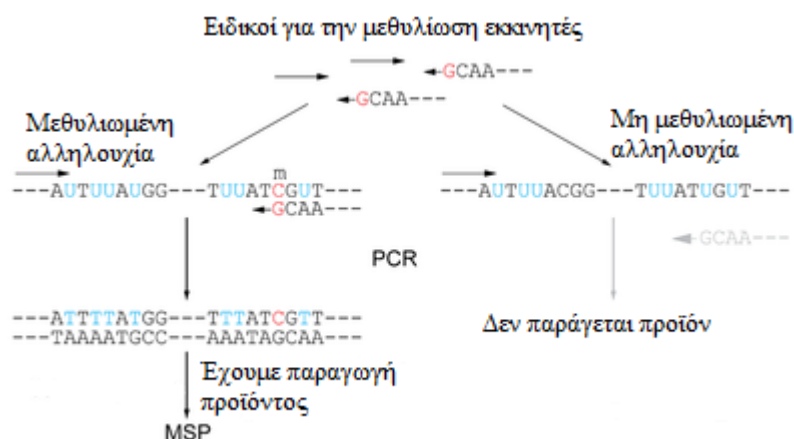 Ειδικοί για την μεθυλίωση εκκινητές
GCAA---
GCAA---
Μεθυλιωμένη
αλληλουχία
Μη μεθυλιωμένη
αλληλουχία
m
---AUTUUAUGG---TUUATCGUT---
GCAA---
---AUTUUACGG---TUUATUGUT---
GCAA---
PCR
---ATTTTATGG---TTTATCGTT---
---TAAAATGCC---AAATAGCAA---
Δεν παράγεται προϊόν
Έχουμε παραγωγή
προϊόντος
MSP